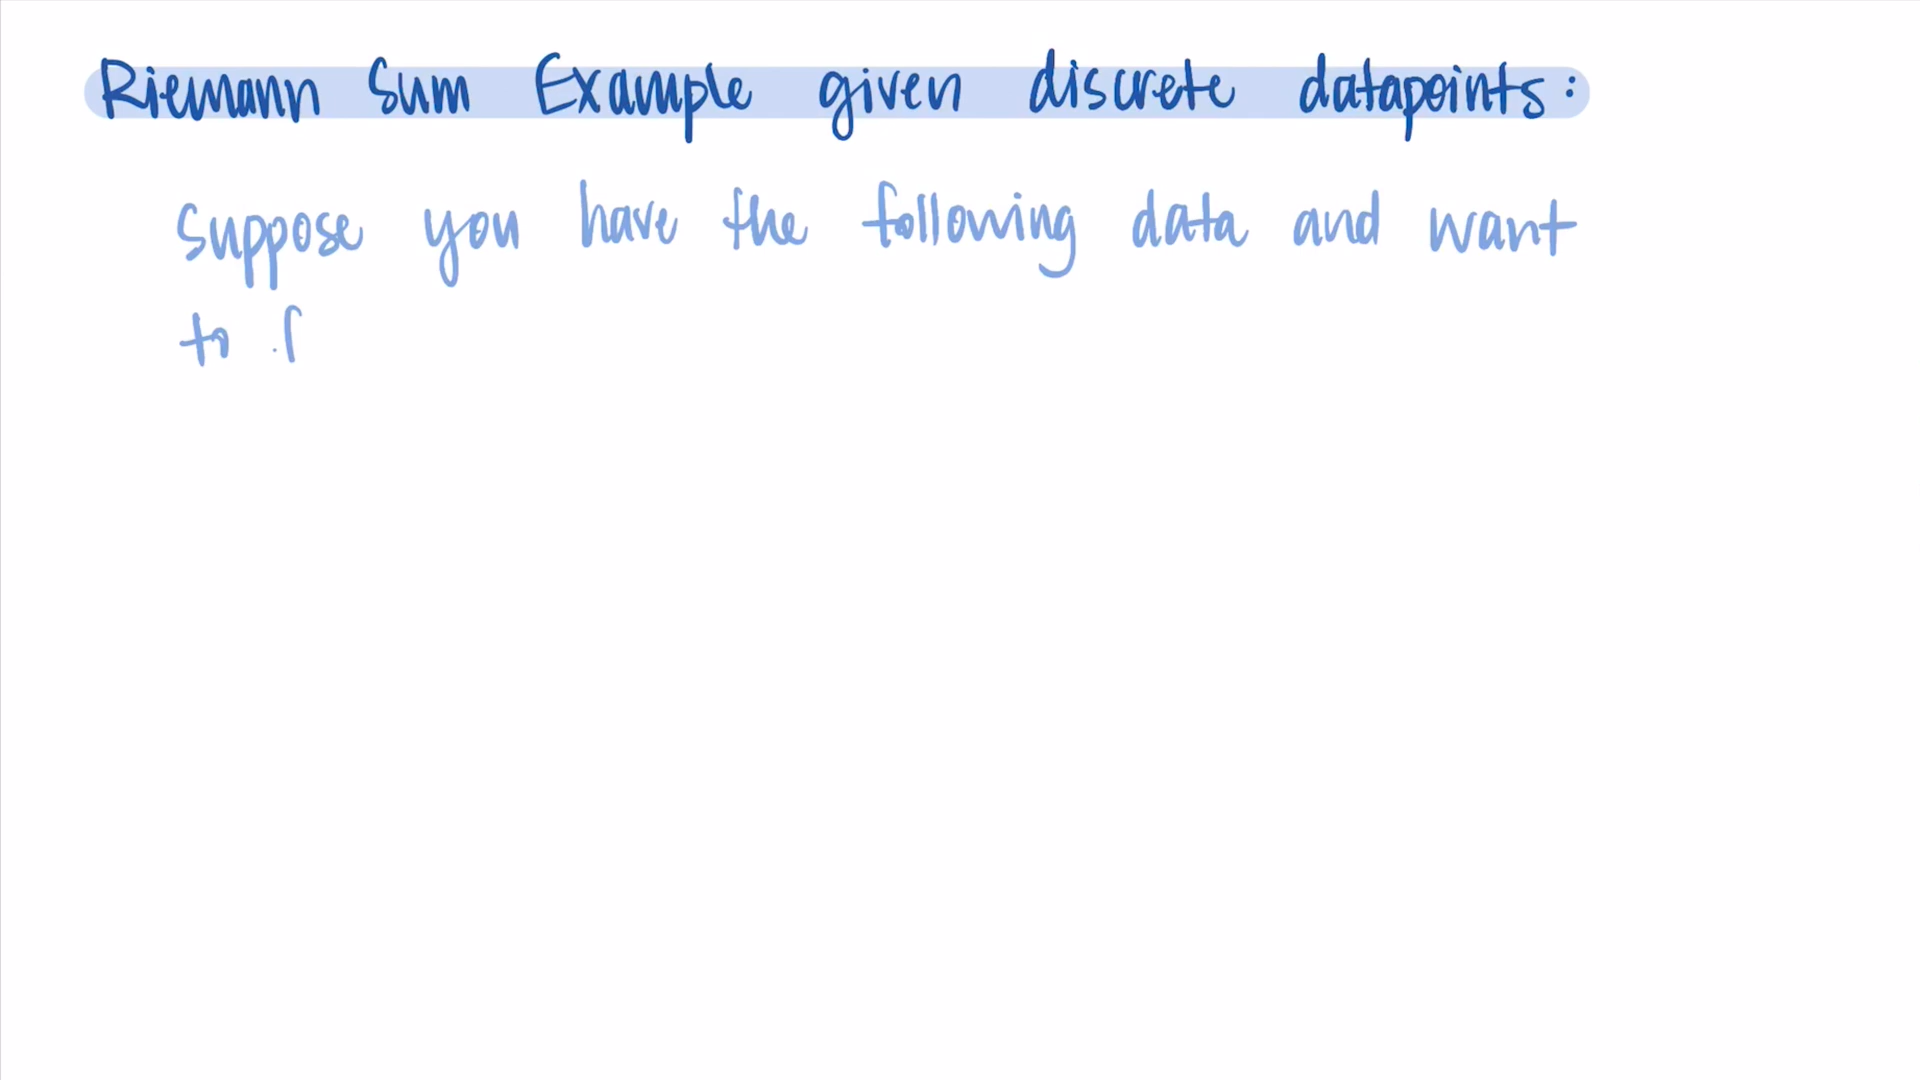 Riemann Sum Example given discrete datapoints:
Suppose you have the following data and want
to